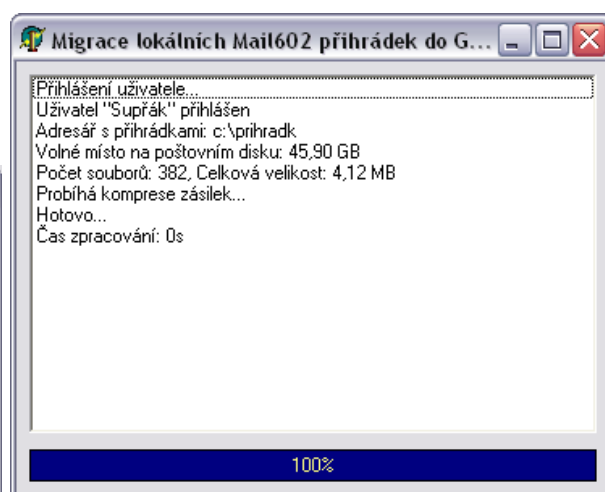 Migrace lokálních Mail602 přihrádek do G...
Přihlášení uživatele...
Uživatel "Supřák" přihlášen
Adresář s přihrádkami: c:\prihradk
Volné místo na poštovním disku: 45,90 GB
Počet souborů: 382, Celková velikost: 4,12 MB
Probíhá komprese zásilek...
Hotovo...
Čas zpracování: 0s
100%